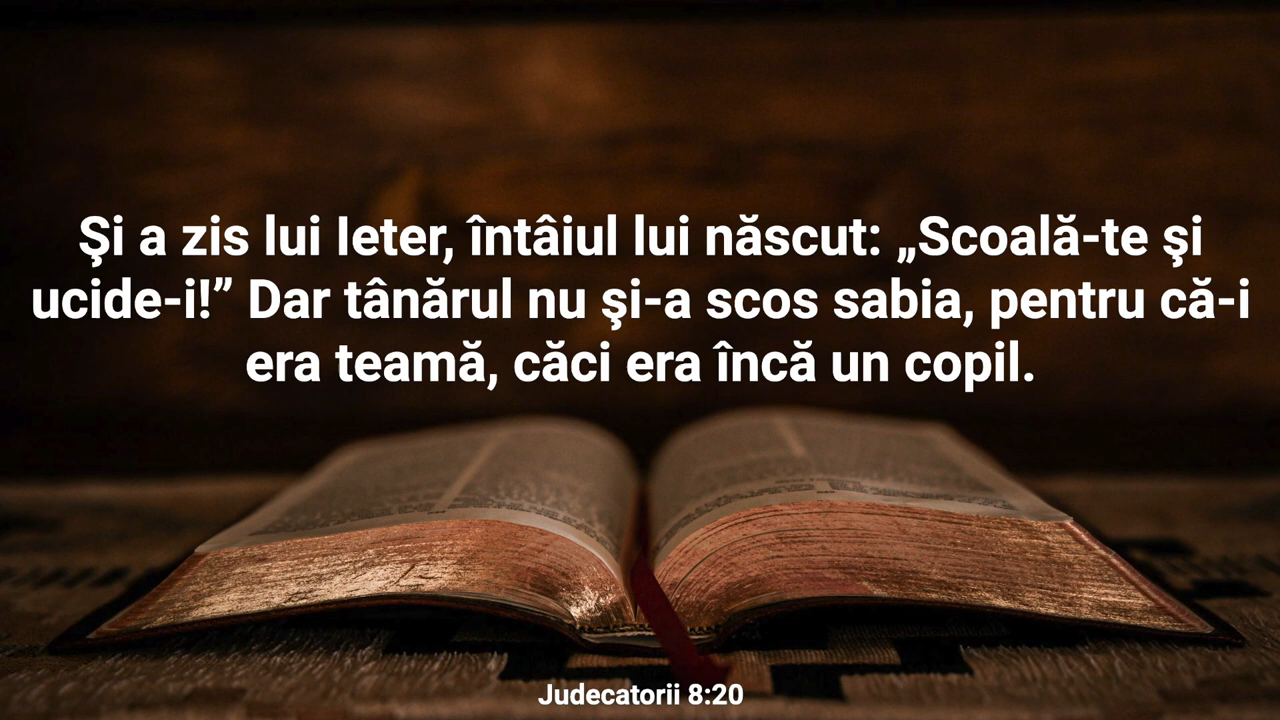 Şi a zis lui Ieter, întâiul lui născut: „Scoală-te şi
ucide-i!” Dar tânărul nu şi-a scos sabia, pentru că-i
era teamă, căci era încă un copil.
Judecatorii 8:20